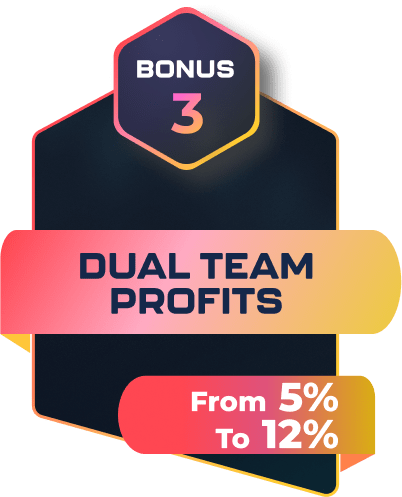 BONUS
3
DUAL TEAM
PROFITS
From 5%
To 12%